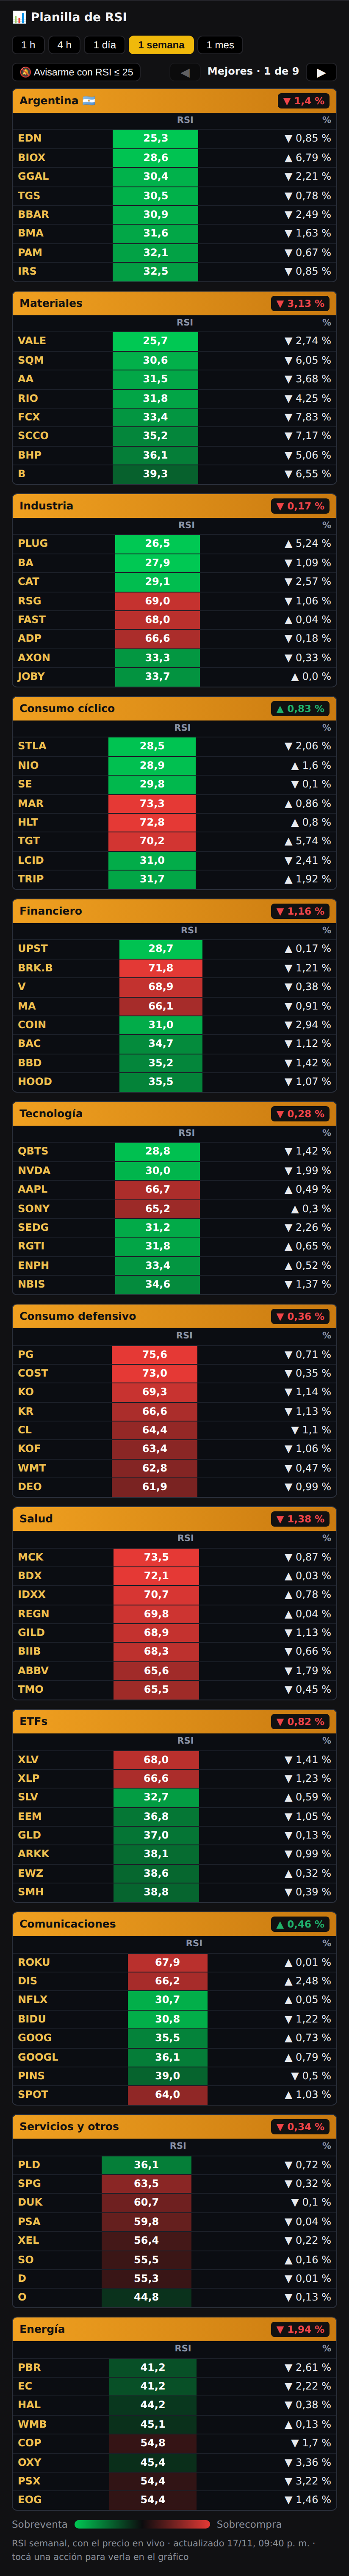 📊 Planilla de RSI
1 h 4 h 1 día 1 semana 1 mes
🔕 Avisarme con RSI ≤ 25 ◀ Mejores · 1 de 9 ▶
Argentina 🇦🇷 ▼ 1,4 %
RSI %
EDN 25,3 ▼ 0,85 %
BIOX 28,6 ▲ 6,79 %
GGAL 30,4 ▼ 2,21 %
TGS 30,5 ▼ 0,78 %
BBAR 30,9 ▼ 2,49 %
BMA 31,6 ▼ 1,63 %
PAM 32,1 ▼ 0,67 %
IRS 32,5 ▼ 0,85 %
Materiales ▼ 3,13 %
RSI %
VALE 25,7 ▼ 2,74 %
SQM 30,6 ▼ 6,05 %
AA 31,5 ▼ 3,68 %
RIO 31,8 ▼ 4,25 %
FCX 33,4 ▼ 7,83 %
SCCO 35,2 ▼ 7,17 %
BHP 36,1 ▼ 5,06 %
B 39,3 ▼ 6,55 %
Industria ▼ 0,17 %
RSI %
PLUG 26,5 ▲ 5,24 %
BA 27,9 ▼ 1,09 %
CAT 29,1 ▼ 2,57 %
RSG 69,0 ▼ 1,06 %
FAST 68,0 ▲ 0,04 %
ADP 66,6 ▼ 0,18 %
AXON 33,3 ▼ 0,33 %
JOBY 33,7 ▲ 0,0 %
Consumo cíclico ▲ 0,83 %
RSI %
STLA 28,5 ▼ 2,06 %
NIO 28,9 ▲ 1,6 %
SE 29,8 ▼ 0,1 %
MAR 73,3 ▲ 0,86 %
HLT 72,8 ▲ 0,8 %
TGT 70,2 ▲ 5,74 %
LCID 31,0 ▼ 2,41 %
TRIP 31,7 ▲ 1,92 %
Financiero ▼ 1,16 %
RSI %
UPST 28,7 ▲ 0,17 %
BRK.B 71,8 ▼ 1,21 %
V 68,9 ▼ 0,38 %
MA 66,1 ▼ 0,91 %
COIN 31,0 ▼ 2,94 %
BAC 34,7 ▼ 1,12 %
BBD 35,2 ▼ 1,42 %
HOOD 35,5 ▼ 1,07 %
Tecnología ▼ 0,28 %
RSI %
QBTS 28,8 ▼ 1,42 %
NVDA 30,0 ▼ 1,99 %
AAPL 66,7 ▲ 0,49 %
SONY 65,2 ▲ 0,3 %
SEDG 31,2 ▼ 2,26 %
RGTI 31,8 ▲ 0,65 %
ENPH 33,4 ▲ 0,52 %
NBIS 34,6 ▼ 1,37 %
Consumo defensivo ▼ 0,36 %
RSI %
PG 75,6 ▼ 0,71 %
COST 73,0 ▼ 0,35 %
KO 69,3 ▼ 1,14 %
KR 66,6 ▼ 1,13 %
CL 64,4 ▼ 1,1 %
KOF 63,4 ▼ 1,06 %
WMT 62,8 ▼ 0,47 %
DEO 61,9 ▼ 0,99 %
Salud ▼ 1,38 %
RSI %
MCK 73,5 ▼ 0,87 %
BDX 72,1 ▲ 0,03 %
IDXX 70,7 ▲ 0,78 %
REGN 69,8 ▲ 0,04 %
GILD 68,9 ▼ 1,13 %
BIIB 68,3 ▼ 0,66 %
ABBV 65,6 ▼ 1,79 %
TMO 65,5 ▼ 0,45 %
ETFs ▼ 0,82 %
RSI %
XLV 68,0 ▼ 1,41 %
XLP 66,6 ▼ 1,23 %
SLV 32,7 ▲ 0,59 %
EEM 36,8 ▼ 1,05 %
GLD 37,0 ▼ 0,13 %
ARKK 38,1 ▼ 0,99 %
EWZ 38,6 ▲ 0,32 %
SMH 38,8 ▼ 0,39 %
Comunicaciones ▲ 0,46 %
RSI %
ROKU 67,9 ▲ 0,01 %
DIS 66,2 ▲ 2,48 %
NFLX 30,7 ▲ 0,05 %
BIDU 30,8 ▼ 1,22 %
GOOG 35,5 ▲ 0,73 %
GOOGL 36,1 ▲ 0,79 %
PINS 39,0 ▼ 0,5 %
SPOT 64,0 ▲ 1,03 %
Servicios y otros ▼ 0,34 %
RSI %
PLD 36,1 ▼ 0,72 %
SPG 63,5 ▼ 0,32 %
DUK 60,7 ▼ 0,1 %
PSA 59,8 ▼ 0,04 %
XEL 56,4 ▼ 0,22 %
SO 55,5 ▲ 0,16 %
D 55,3 ▼ 0,01 %
O 44,8 ▼ 0,13 %
Energía ▼ 1,94 %
RSI %
PBR 41,2 ▼ 2,61 %
EC 41,2 ▼ 2,22 %
HAL 44,2 ▼ 0,38 %
WMB 45,1 ▲ 0,13 %
COP 54,8 ▼ 1,7 %
OXY 45,4 ▼ 3,36 %
PSX 54,4 ▼ 3,22 %
EOG 54,4 ▼ 1,46 %
Sobreventa Sobrecompra
RSI semanal, con el precio en vivo · actualizado 17/11, 09:40 p. m. ·
tocá una acción para verla en el gráfico